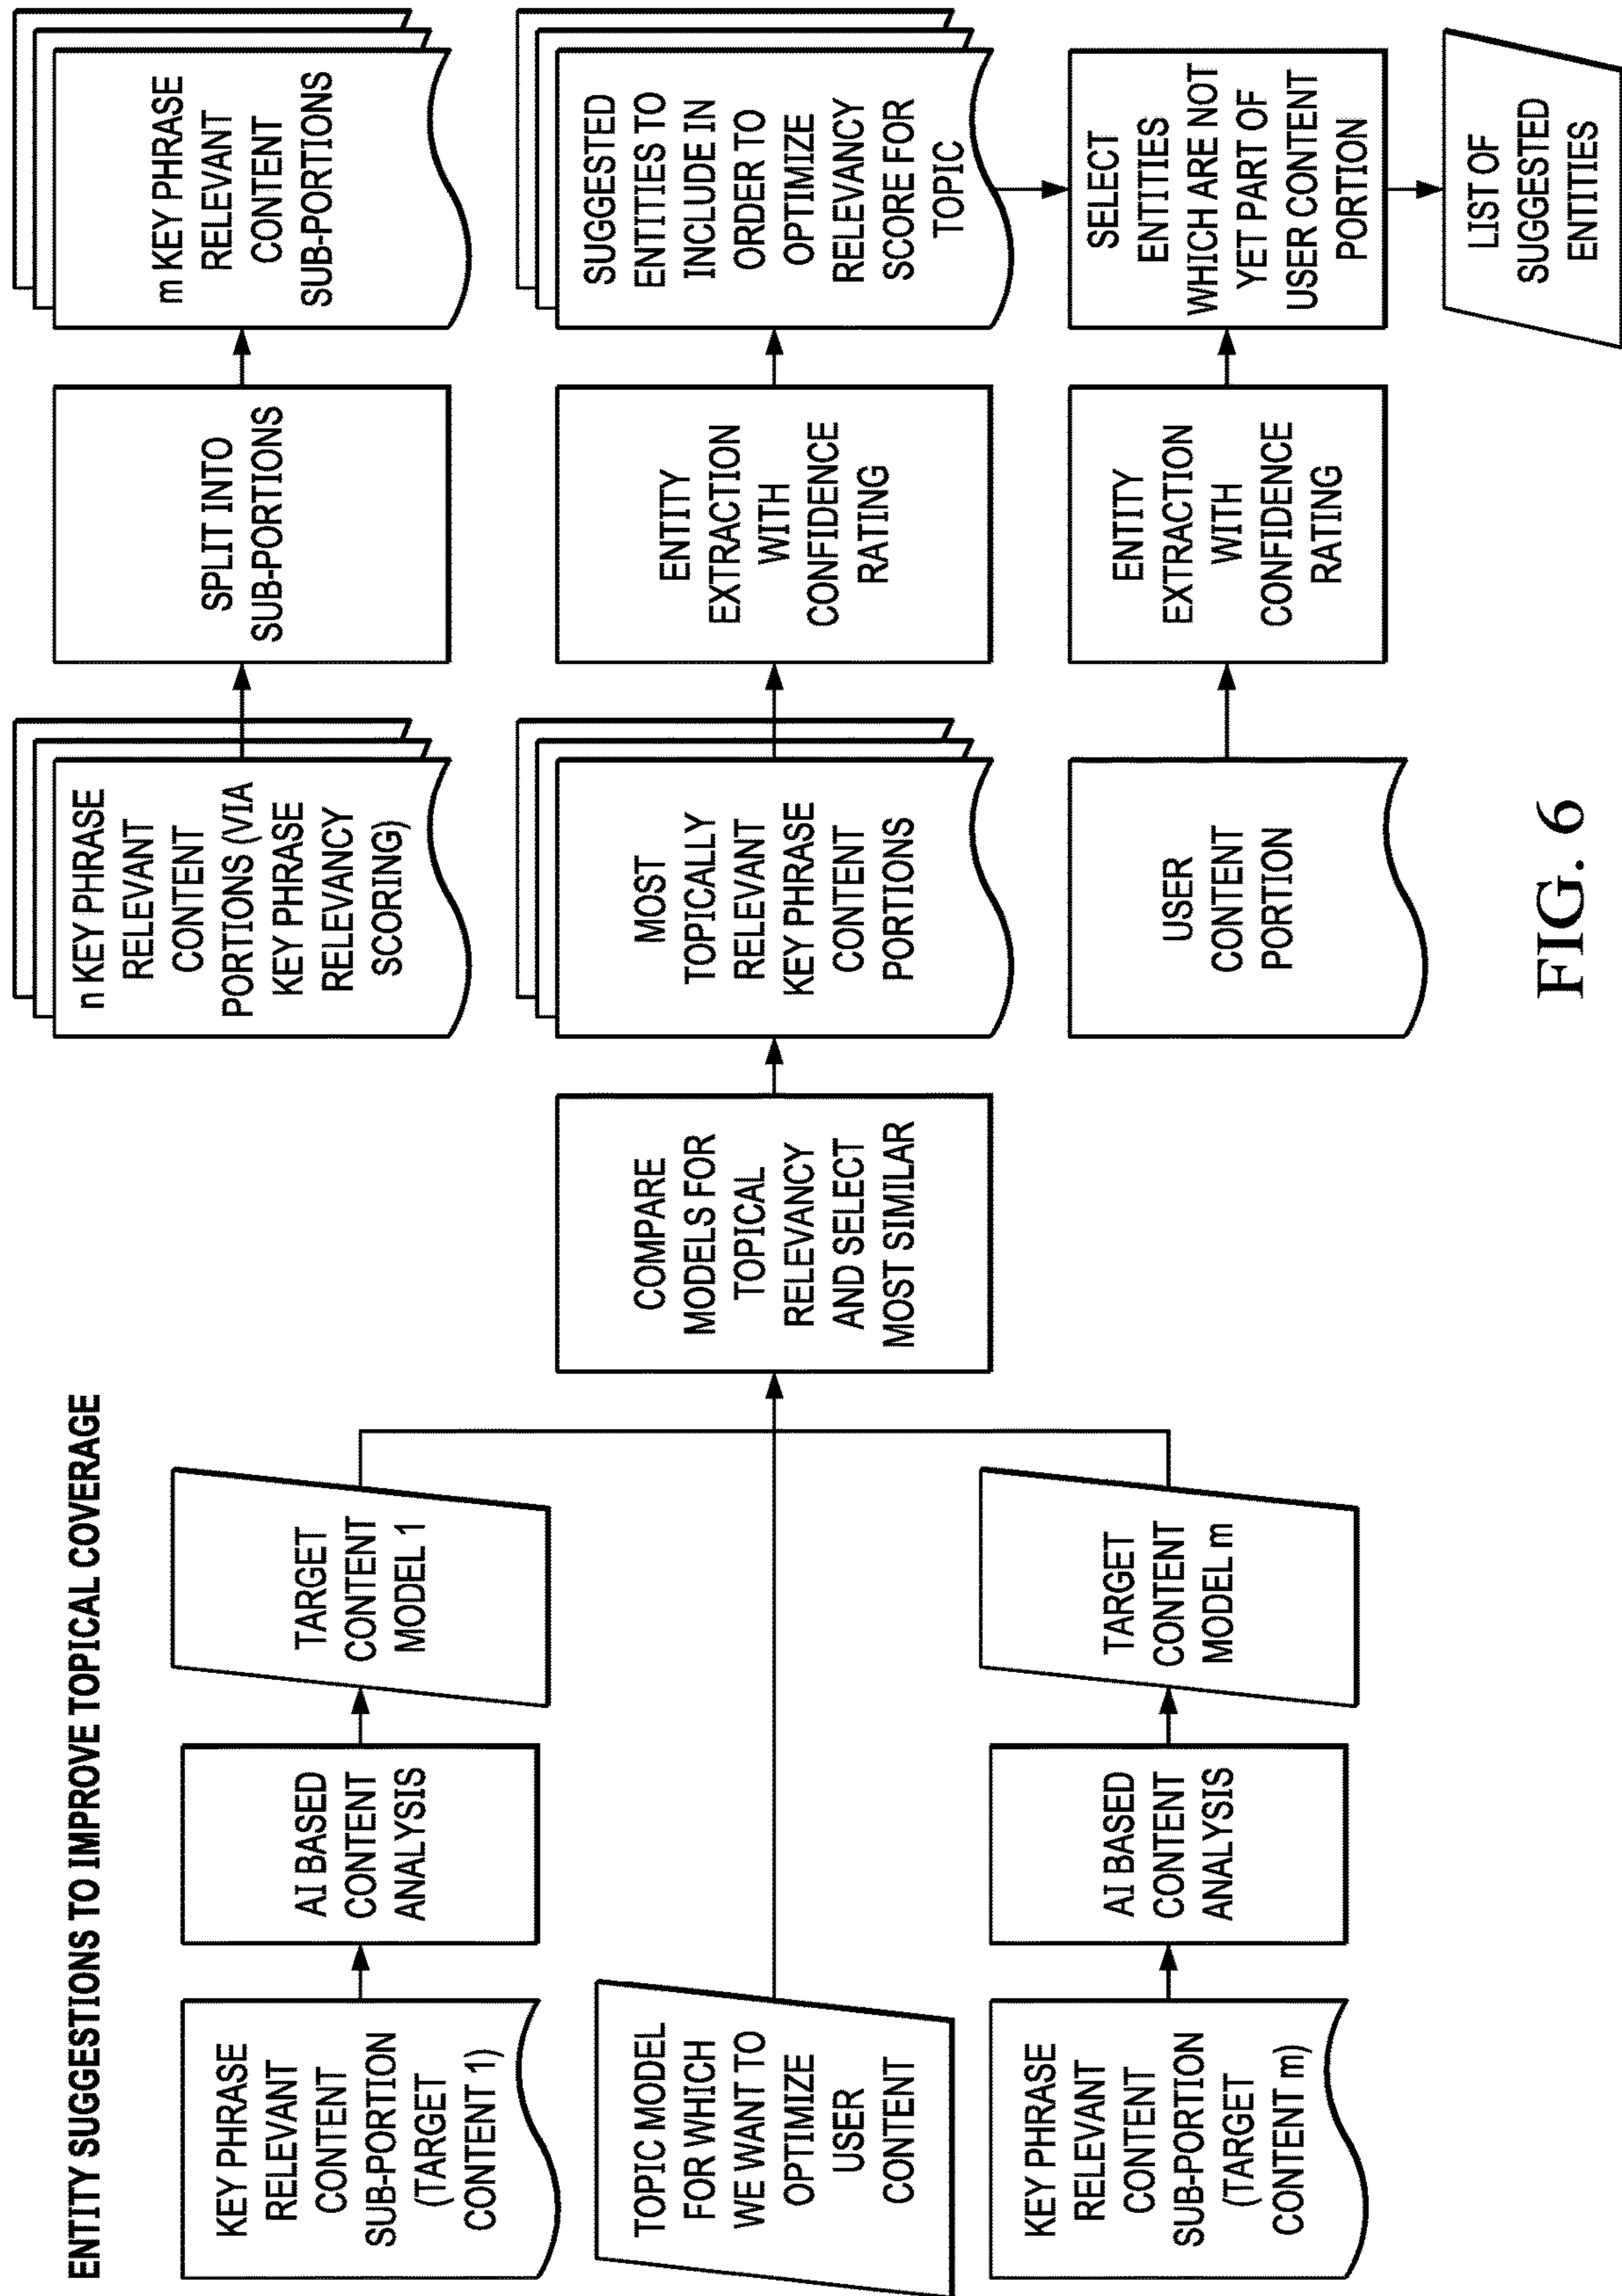 ENTITY SUGGESTIONS TO IMPROVE TOPICAL COVERAGE
n KEY PHRASE
RELEVANT
CONTENT
PORTIONS (VIA
KEY PHRASE
RELEVANCY
SCORING)
SPLIT INTO
SUB-PORTIONS
m KEY PHRASE
RELEVANT
CONTENT
SUB-PORTIONS
KEY PHRASE
RELEVANT
CONTENT
SUB-PORTION
(TARGET
CONTENT 1)
AI BASED
CONTENT
ANALYSIS
TARGET
CONTENT
MODEL 1
TOPIC MODEL
FOR WHICH
WE WANT TO
OPTIMIZE
USER
CONTENT
COMPARE
MODELS FOR
TOPICAL
RELEVANCY
AND SELECT
MOST SIMILAR
MOST
TOPICALLY
RELEVANT
KEY PHRASE
CONTENT
PORTIONS
ENTITY
EXTRACTION
WITH
CONFIDENCE
RATING
SUGGESTED
ENTITIES TO
INCLUDE IN
ORDER TO
OPTIMIZE
RELEVANCY
SCORE FOR
TOPIC
KEY PHRASE
RELEVANT
CONTENT
SUB-PORTION
(TARGET
CONTENT m)
AI BASED
CONTENT
ANALYSIS
TARGET
CONTENT
MODEL m
USER
CONTENT
PORTION
ENTITY
EXTRACTION
WITH
CONFIDENCE
RATING
SELECT
ENTITIES
WHICH ARE NOT
YET PART OF
USER CONTENT
PORTION
LIST OF
SUGGESTED
ENTITIES
FIG. 6